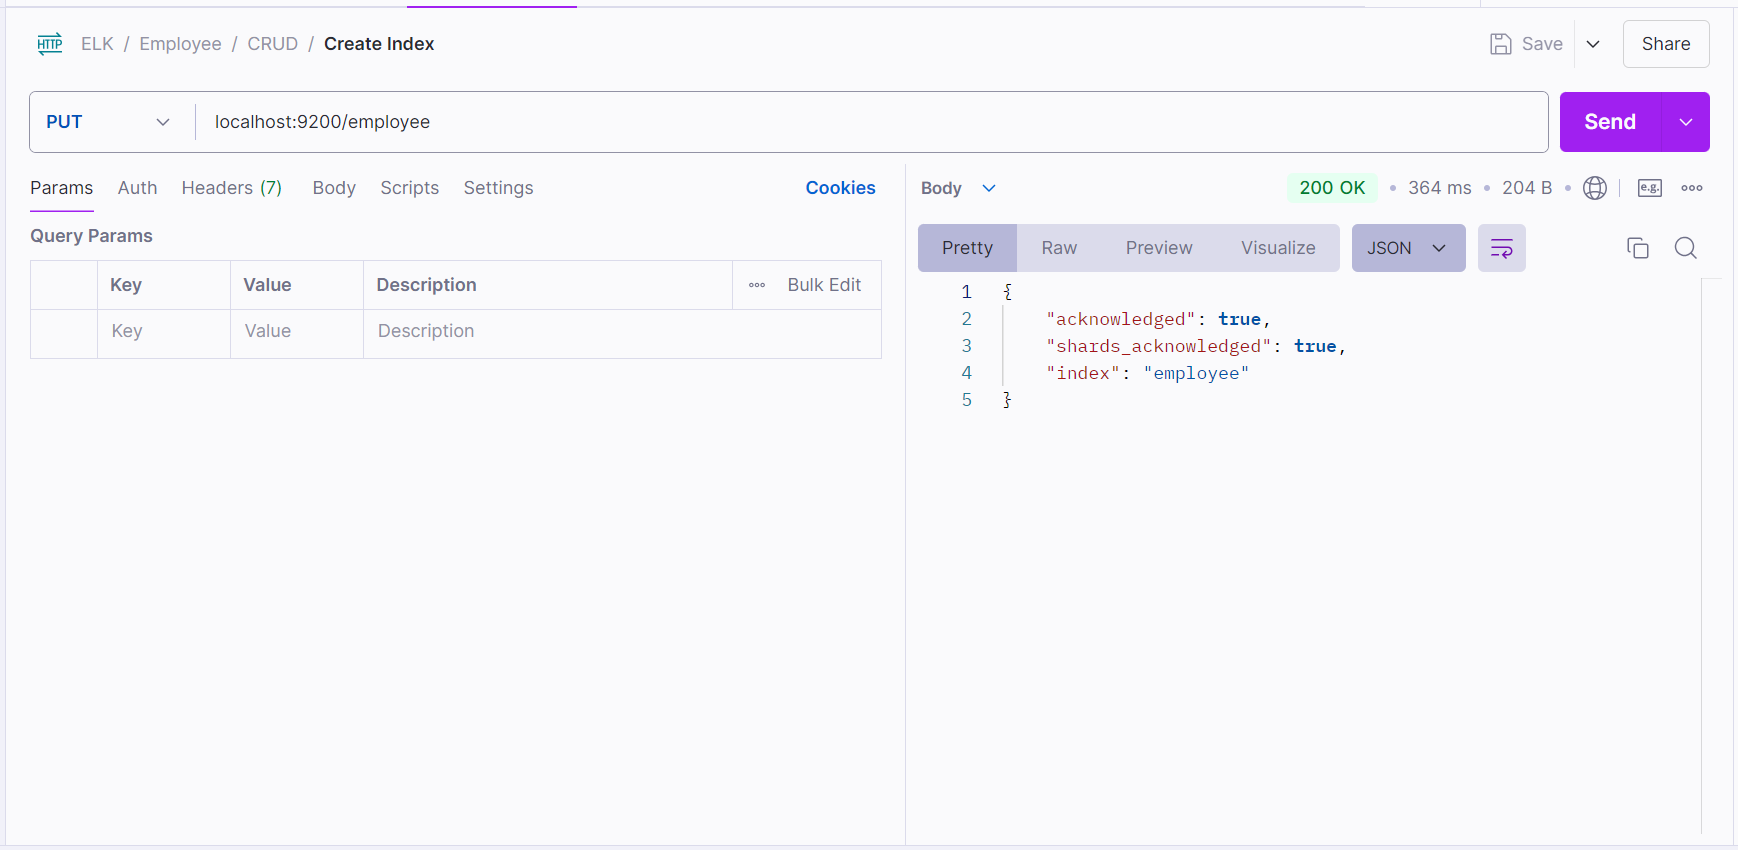 HTTP ELK / Employee / CRUD / Create Index Save Share
PUT localhost:9200/employee Send
Params Auth Headers (7) Body Scripts Settings Cookies
Query Params
Key Value Description Bulk Edit
Key Value Description
Body 200 OK • 364 ms • 204 B • e.g.
Pretty Raw Preview Visualize JSON
1 {
2 "acknowledged": true,
3 "shards_acknowledged": true,
4 "index": "employee"
5 }